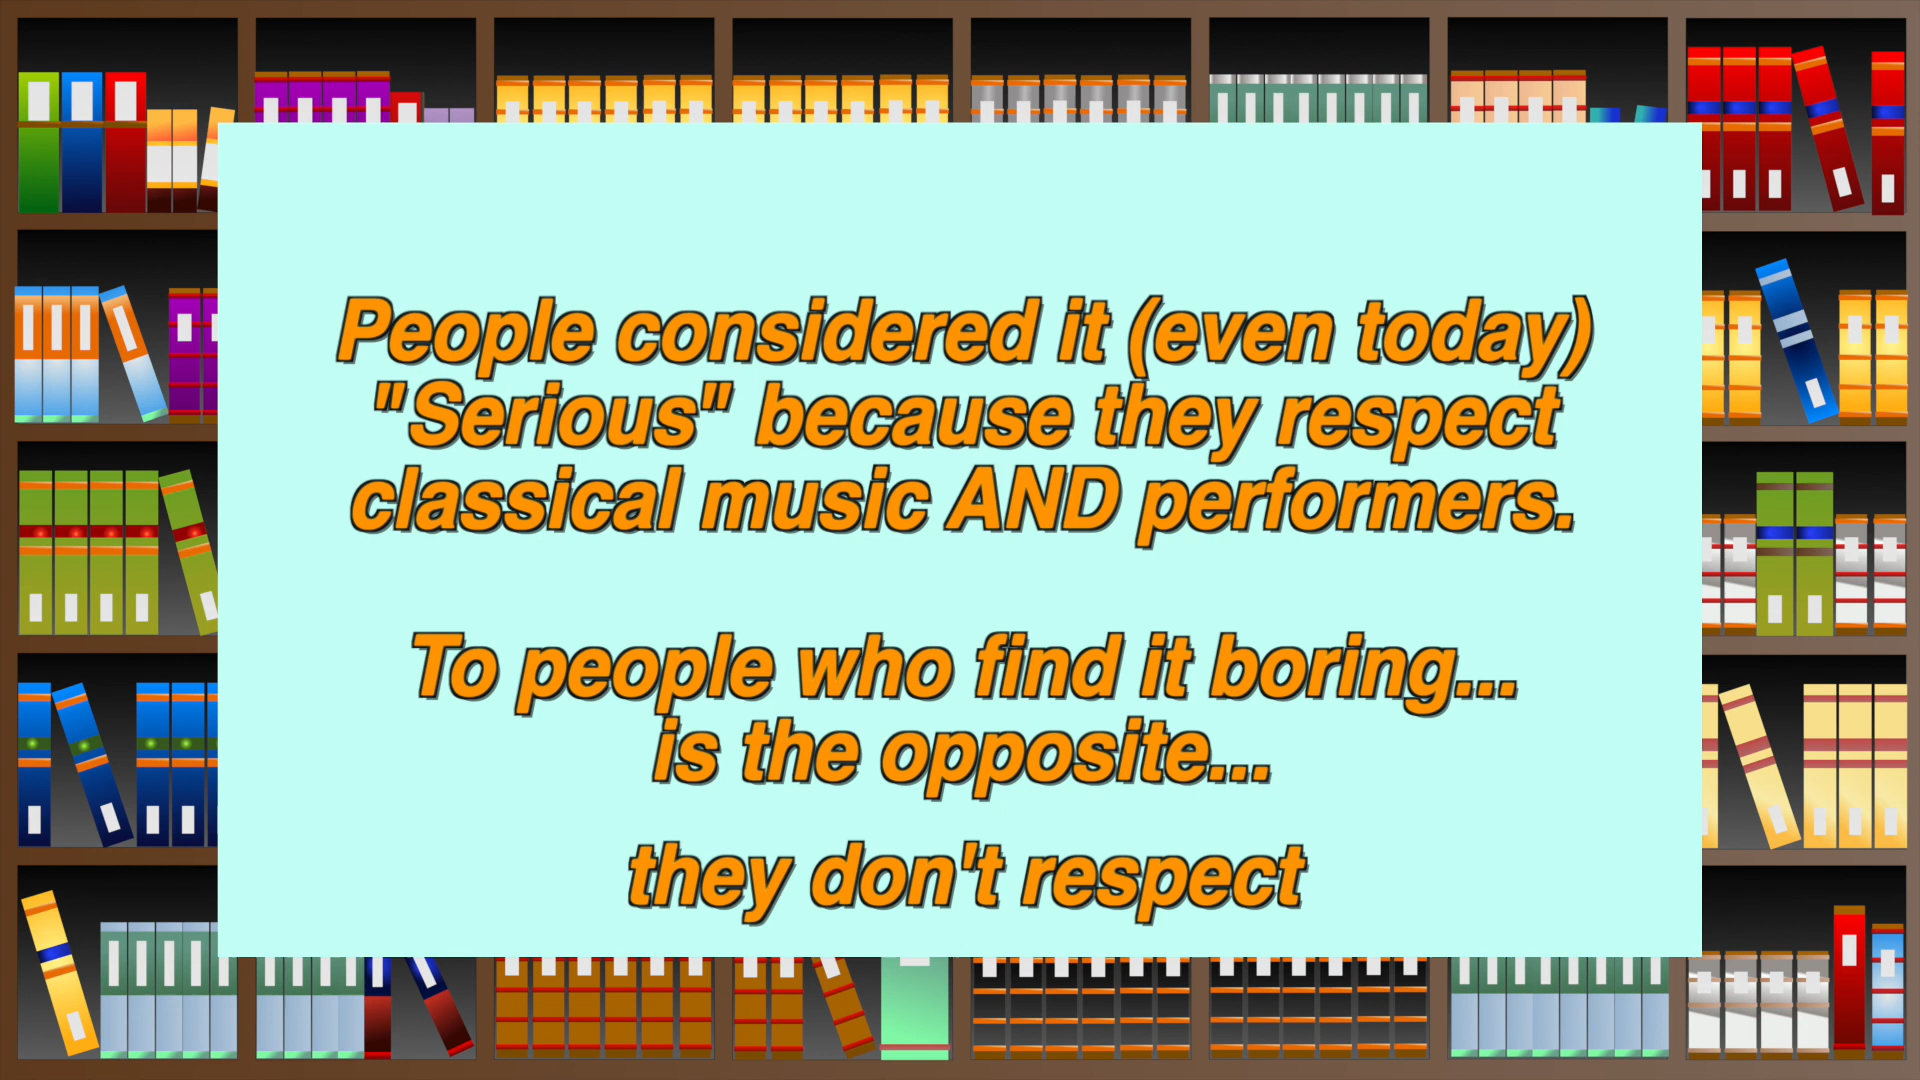 People considered it (even today)
"Serious" because they respect
classical music AND performers.
To people who find it boring...
is the opposite...
they don't respect